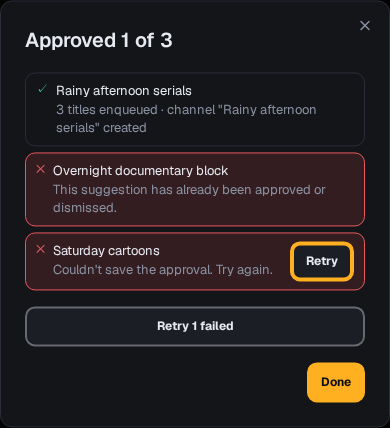 Approved 1 of 3
Rainy afternoon serials
3 titles enqueued · channel "Rainy afternoon
serials" created
Overnight documentary block
This suggestion has already been approved or
dismissed.
Saturday cartoons
Couldn't save the approval. Try again.
Retry
Retry 1 failed
Done